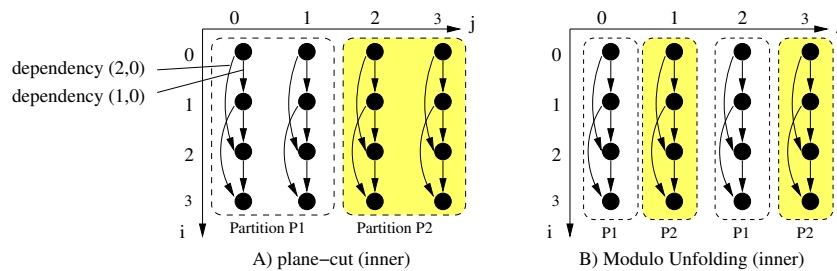 0 1 2 3 j
0
dependency (2,0)
dependency (1,0)
1
2
3
i
Partition P1 Partition P2
A) plane-cut (inner)
0 1 2 3
0
1
2
3
i
P1 P2 P1 P2
B) Modulo Unfolding (inner)